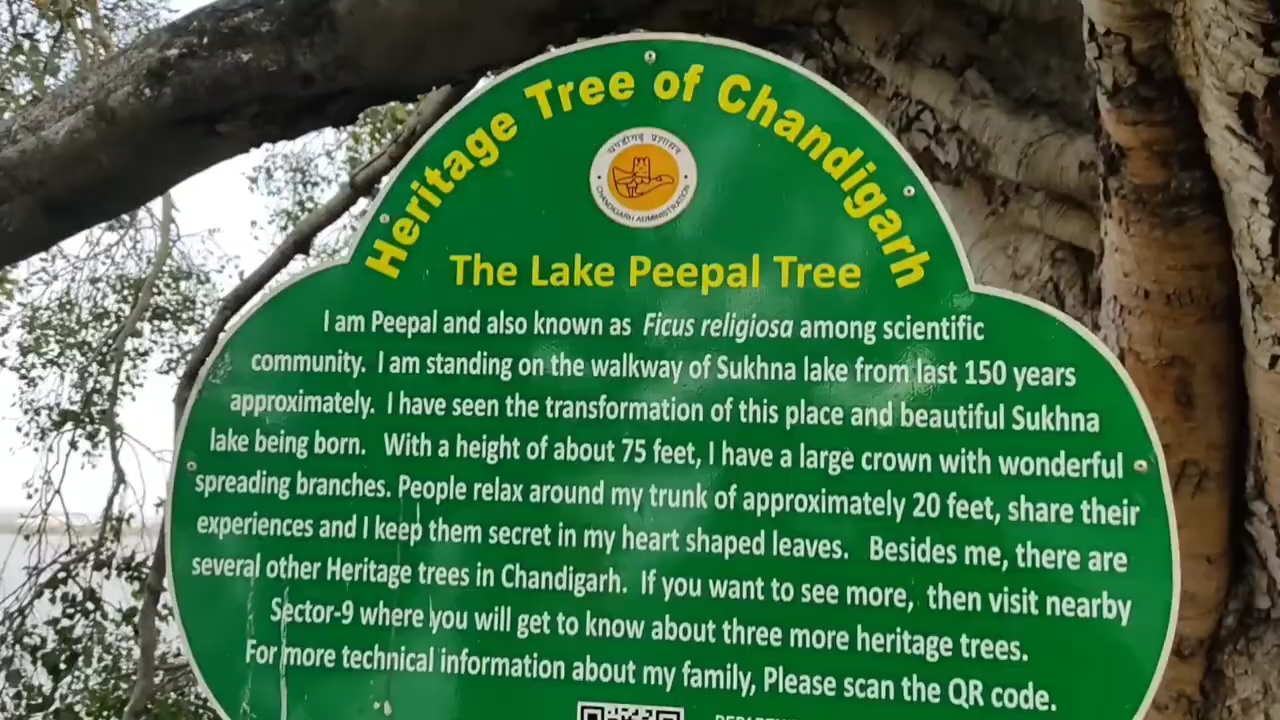 Heritage Tree of Chandigarh
चण्डीगढ़ प्रशासन
CHANDIGARH ADMINISTRATION
The Lake Peepal Tree
I am Peepal and also known as Ficus religiosa among scientific
community. I am standing on the walkway of Sukhna lake from last 150 years
approximately. I have seen the transformation of this place and beautiful Sukhna
lake being born. With a height of about 75 feet, I have a large crown with wonderful
spreading branches. People relax around my trunk of approximately 20 feet, share their
experiences and I keep them secret in my heart shaped leaves. Besides me, there are
several other Heritage trees in Chandigarh. If you want to see more, then visit nearby
Sector-9 where you will get to know about three more heritage trees.
For more technical information about my family, Please scan the QR code.